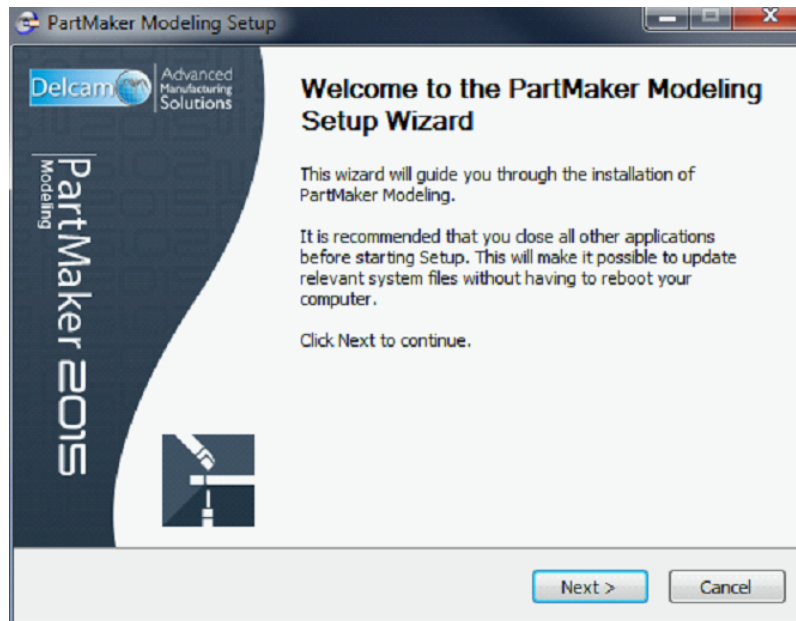 PartMaker Modeling Setup
Delcam
Advanced
Manufacturing
Solutions
PartMaker 2015
Modeling
Welcome to the PartMaker Modeling
Setup Wizard
This wizard will guide you through the installation of
PartMaker Modeling.
It is recommended that you close all other applications
before starting Setup. This will make it possible to update
relevant system files without having to reboot your
computer.
Click Next to continue.
Next >
Cancel